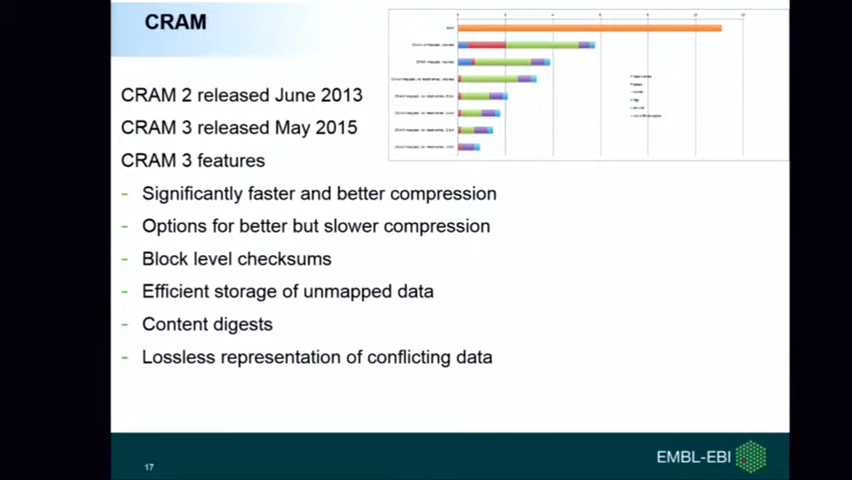 CRAM
CRAM 2 released June 2013
CRAM 3 released May 2015
CRAM 3 features
- Significantly faster and better compression
- Options for better but slower compression
- Block level checksums
- Efficient storage of unmapped data
- Content digests
- Lossless representation of conflicting data
17
EMBL-EBI